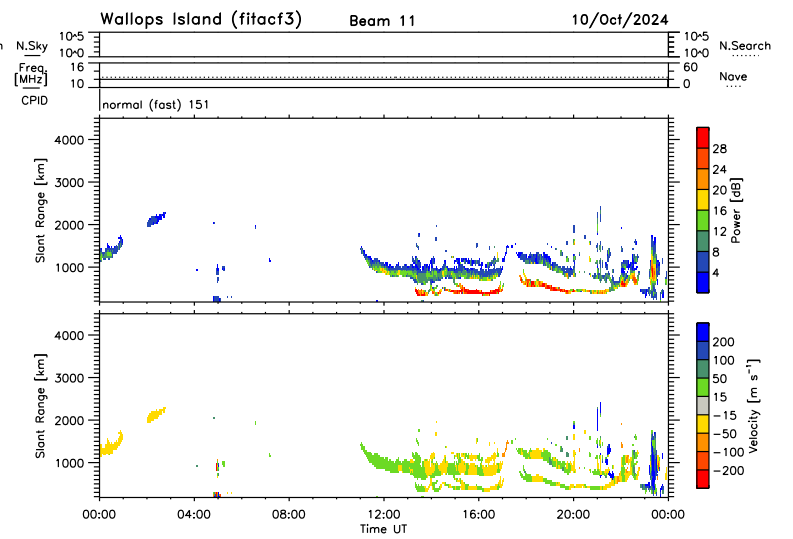 Wallops Island (fitacf3) Beam 11 10/Oct/2024
N.Sky 10^5 10^0 10^5 10^0 N.Search
Freq. [MHz] 16 10 60 0 Nave
CPID normal (fast) 151
Slant Range [km] 4000 3000 2000 1000
28 24 20 16 12 8 4 Power [dB]
Slant Range [km] 4000 3000 2000 1000
200 100 50 15 −15 −50 −100 −200 Velocity [m s⁻¹]
00:00 04:00 08:00 12:00 16:00 20:00 00:00
Time UT